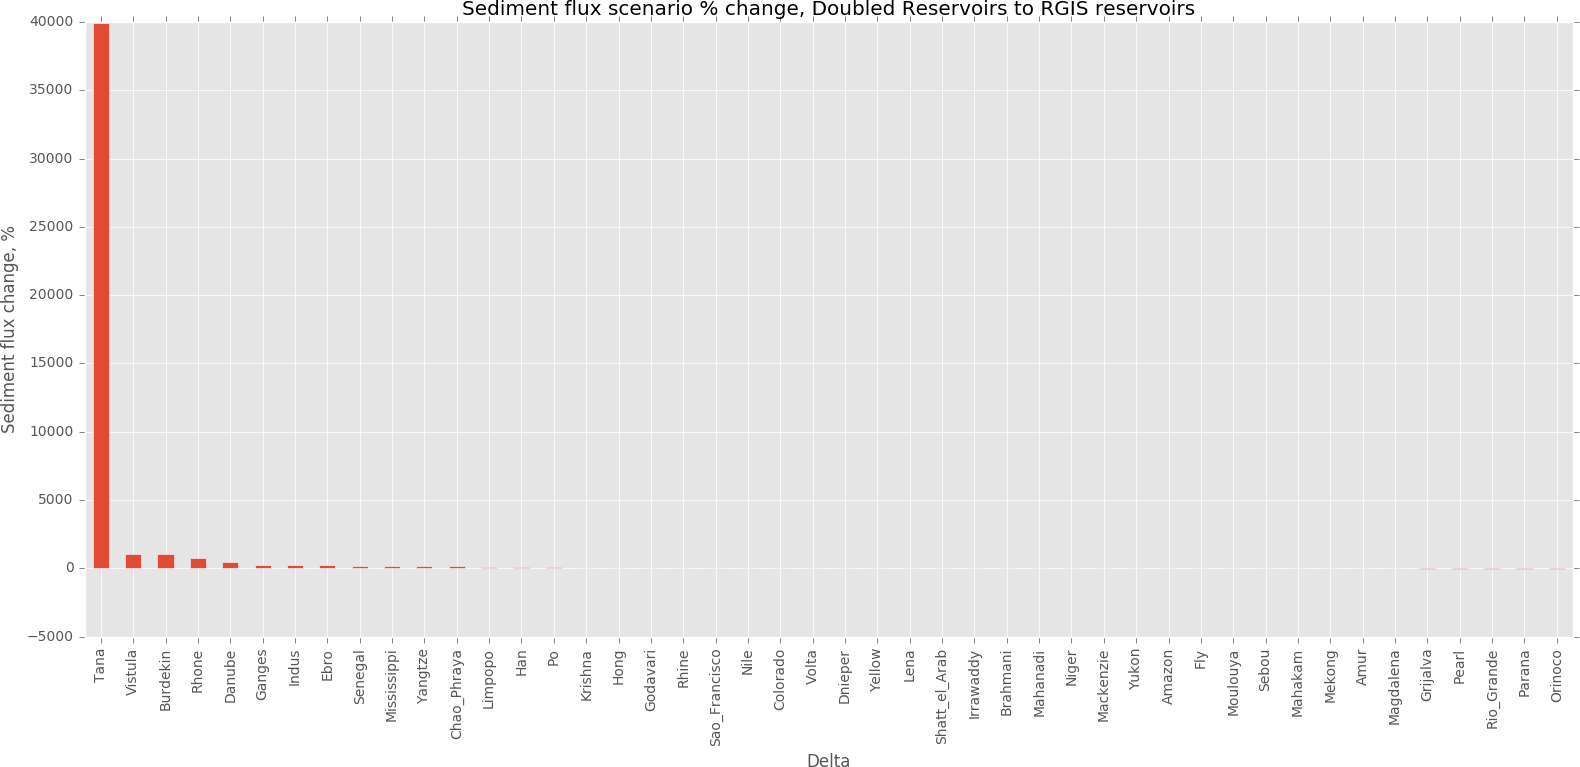 Sediment flux scenario % change, Doubled Reservoirs to RGIS reservoirs
40000
35000
30000
25000
20000
15000
10000
5000
0
−5000
Sediment flux change, %
Tana
Vistula
Burdekin
Rhone
Danube
Ganges
Indus
Ebro
Senegal
Mississippi
Yangtze
Chao_Phraya
Limpopo
Han
Po
Krishna
Hong
Godavari
Rhine
Sao_Francisco
Nile
Colorado
Volta
Dnieper
Yellow
Lena
Shatt_el_Arab
Irrawaddy
Brahmani
Mahanadi
Niger
Mackenzie
Yukon
Amazon
Fly
Moulouya
Sebou
Mahakam
Mekong
Amur
Magdalena
Grijalva
Pearl
Rio_Grande
Parana
Orinoco
Delta